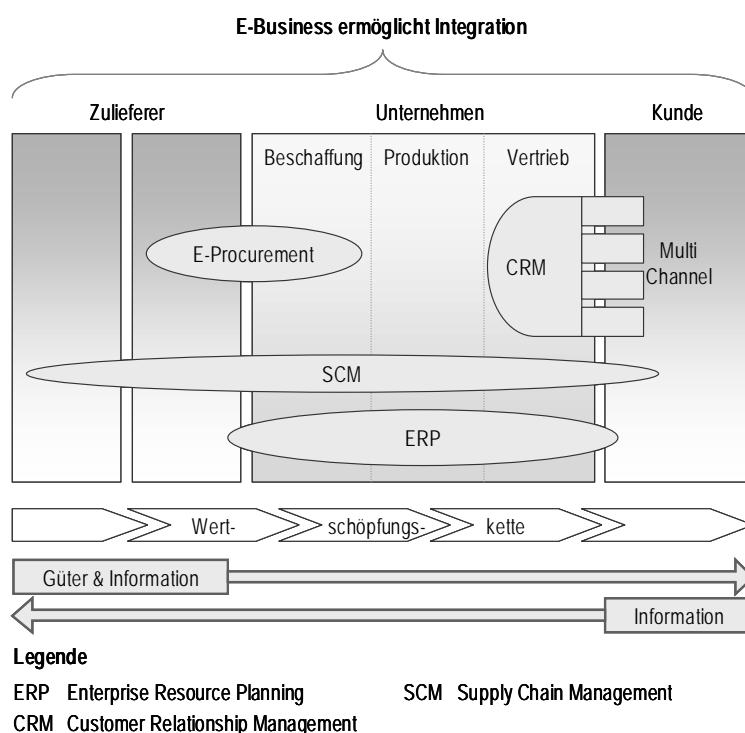 E-Business ermöglicht Integration
Zulieferer Unternehmen Kunde
Beschaffung Produktion Vertrieb
E-Procurement
CRM
Multi
Channel
SCM
ERP
Wert- schöpfungs- kette
Güter & Information
Information
Legende
ERP Enterprise Resource Planning SCM Supply Chain Management
CRM Customer Relationship Management